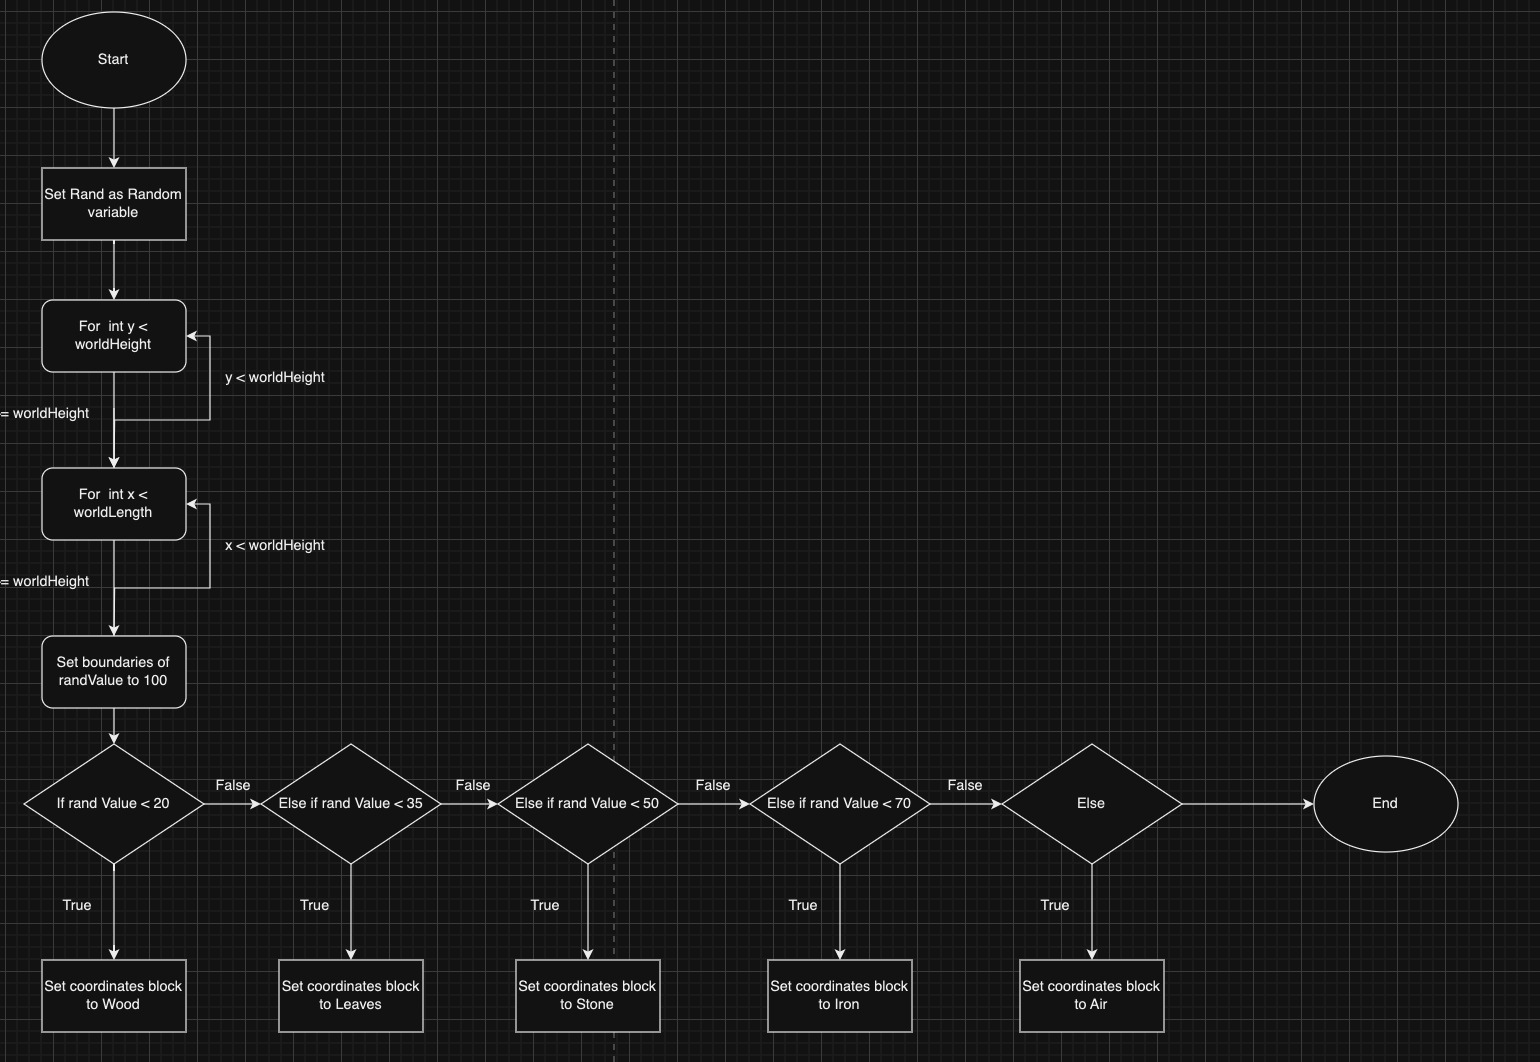 Start
Set Rand as Random
variable
For int y <
worldHeight
y < worldHeight
= worldHeight
For int x <
worldLength
x < worldHeight
= worldHeight
Set boundaries of
randValue to 100
If rand Value < 20
False
Else if rand Value < 35
False
Else if rand Value < 50
False
Else if rand Value < 70
False
Else
End
True
True
True
True
True
Set coordinates block
to Wood
Set coordinates block
to Leaves
Set coordinates block
to Stone
Set coordinates block
to Iron
Set coordinates block
to Air